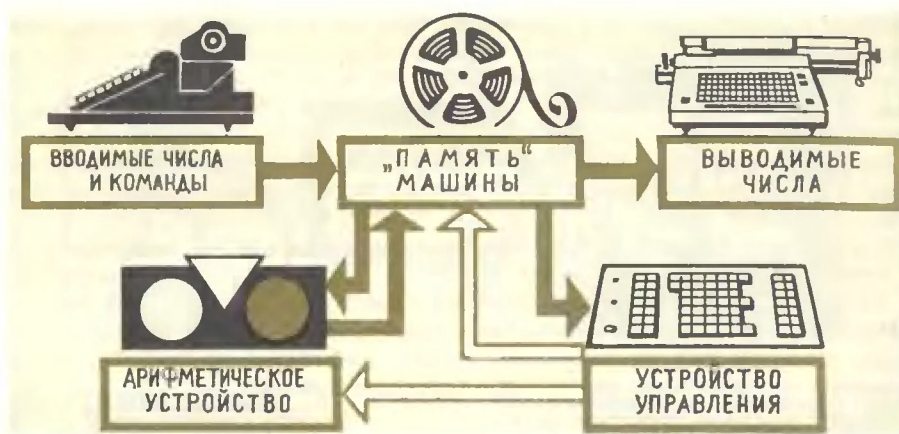 ВВОДИМЫЕ ЧИСЛА
И КОМАНДЫ
„ПАМЯТЬ“
МАШИНЫ
ВЫВОДИМЫЕ
ЧИСЛА
АРИФМЕТИЧЕСКОЕ
УСТРОЙСТВО
УСТРОЙСТВО
УПРАВЛЕНИЯ